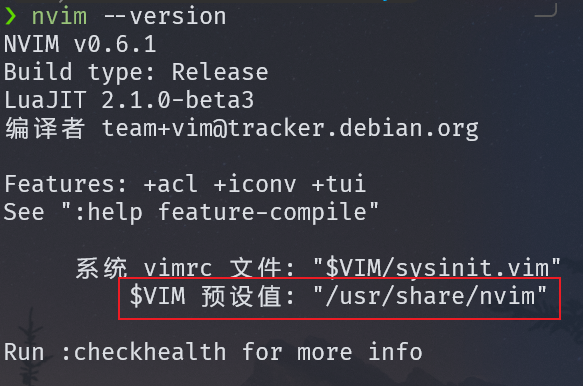 ❯ nvim --version
NVIM v0.6.1
Build type: Release
LuaJIT 2.1.0-beta3
编译者 team+vim@tracker.debian.org
Features: +acl +iconv +tui
See ":help feature-compile"
系统 vimrc 文件: "$VIM/sysinit.vim"
$VIM 预设值: "/usr/share/nvim"
Run :checkhealth for more info